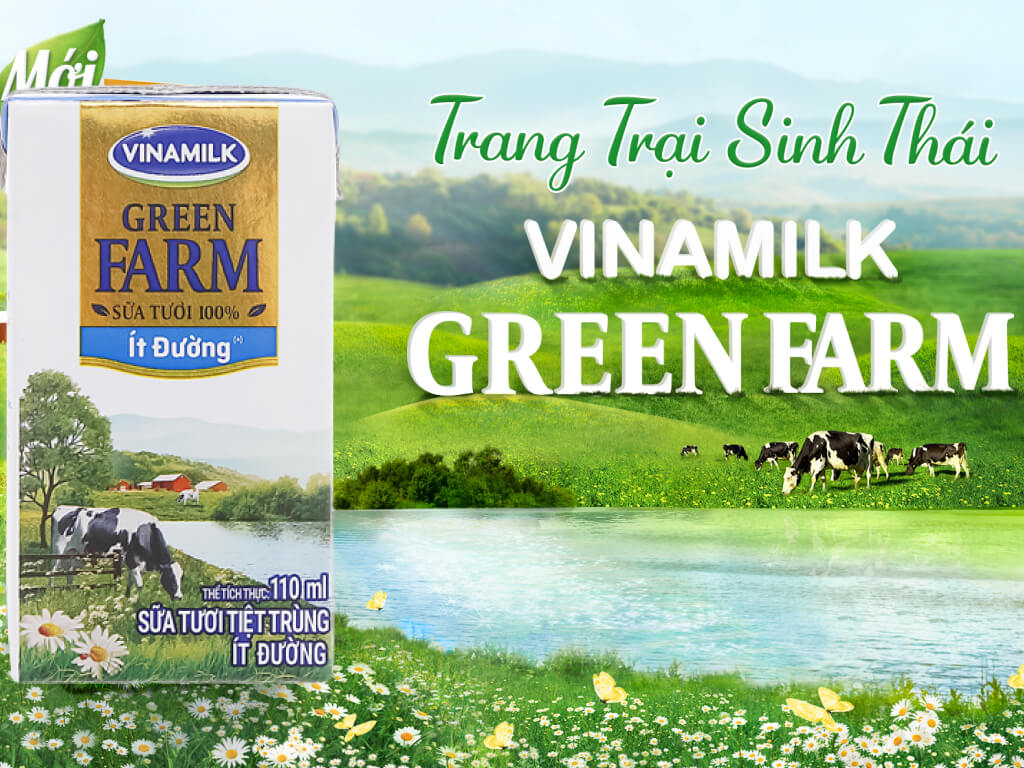 Mới
VINAMILK
GREEN
FARM
SỮA TƯƠI 100%
Ít Đường(*)
THỂ TÍCH THỰC: 110 ml
SỮA TƯƠI TIỆT TRÙNG
ÍT ĐƯỜNG
Trang Trại Sinh Thái
VINAMILK
GREEN FARM